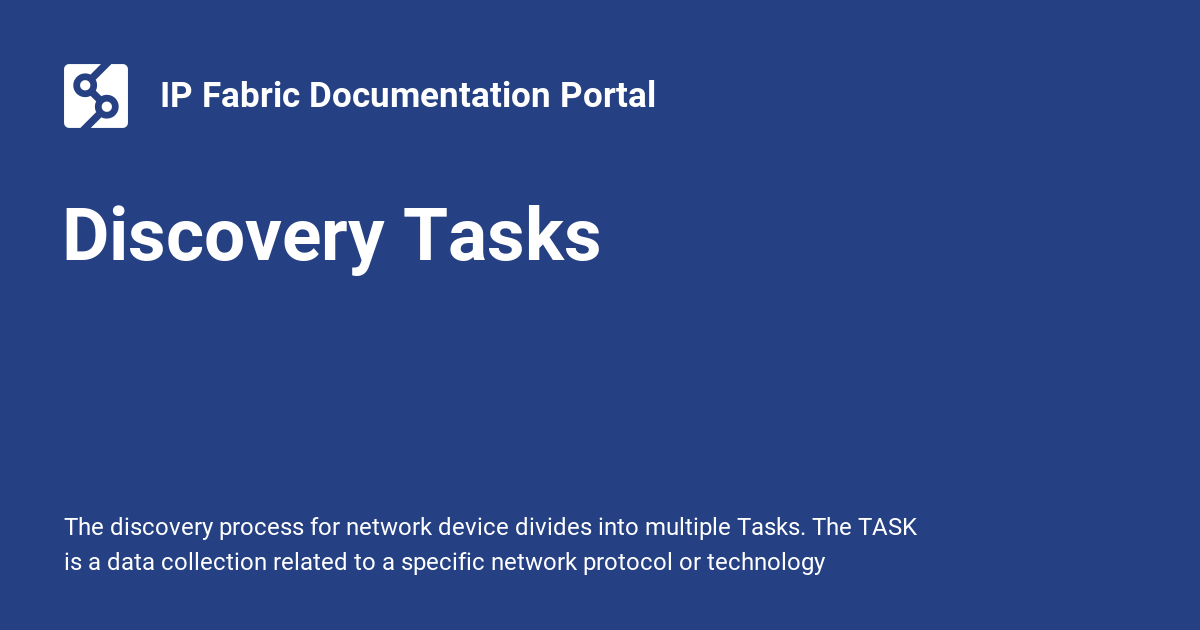 IP Fabric Documentation Portal
Discovery Tasks
The discovery process for network device divides into multiple Tasks. The TASK
is a data collection related to a specific network protocol or technology